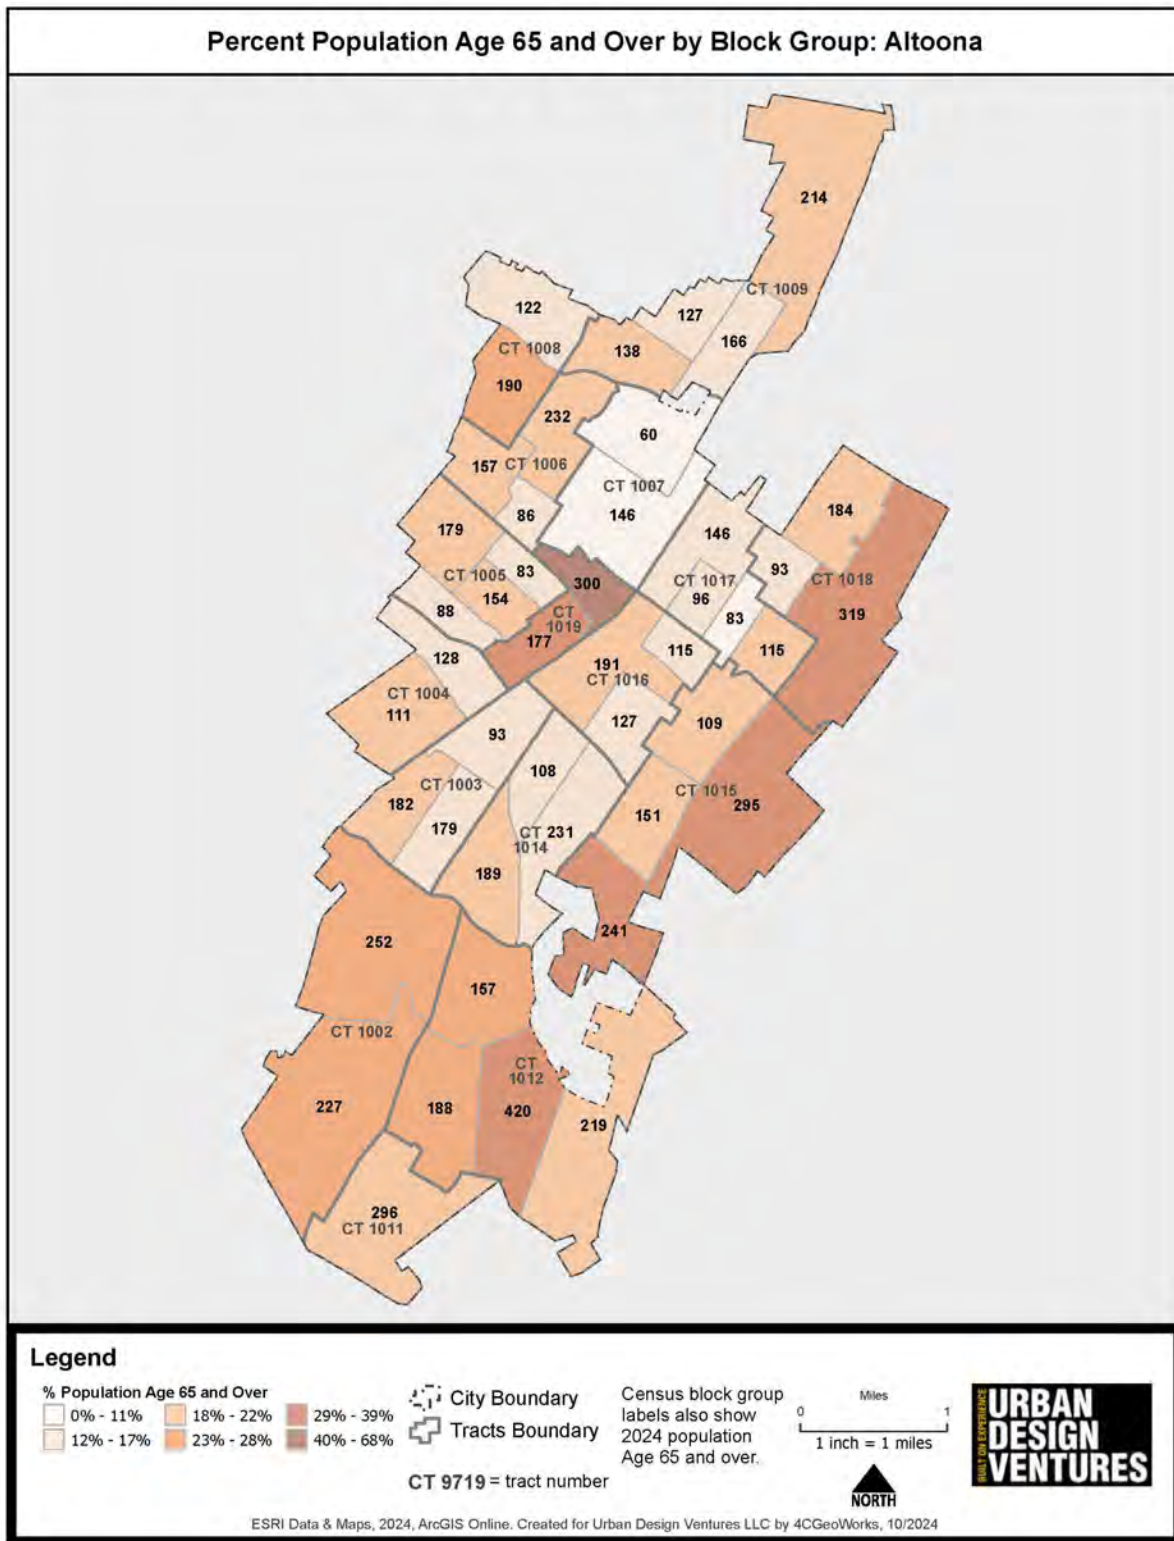 Percent Population Age 65 and Over by Block Group: Altoona
214
CT 1009
122
127
166
CT 1008
138
190
232
60
157
CT 1006
CT 1007
86
146
179
184
146
93
CT 1005
83
300
CT 1017
CT 1018
154
96
88
CT
1019
83
319
177
115
115
128
191
CT 1016
CT 1004
111
109
127
93
108
CT 1003
CT 1015
182
295
151
179
CT
1014
231
189
241
252
157
CT 1002
CT
1012
227
188
420
219
296
CT 1011
Legend
% Population Age 65 and Over
0% - 11%
18% - 22%
29% - 39%
12% - 17%
23% - 28%
40% - 68%
City Boundary
Tracts Boundary
CT 9719 = tract number
Census block group
labels also show
2024 population
Age 65 and over.
Miles
0 1
1 inch = 1 miles
NORTH
BUILT ON EXPERIENCE
URBAN
DESIGN
VENTURES
ESRI Data & Maps, 2024, ArcGIS Online. Created for Urban Design Ventures LLC by 4CGeoWorks, 10/2024